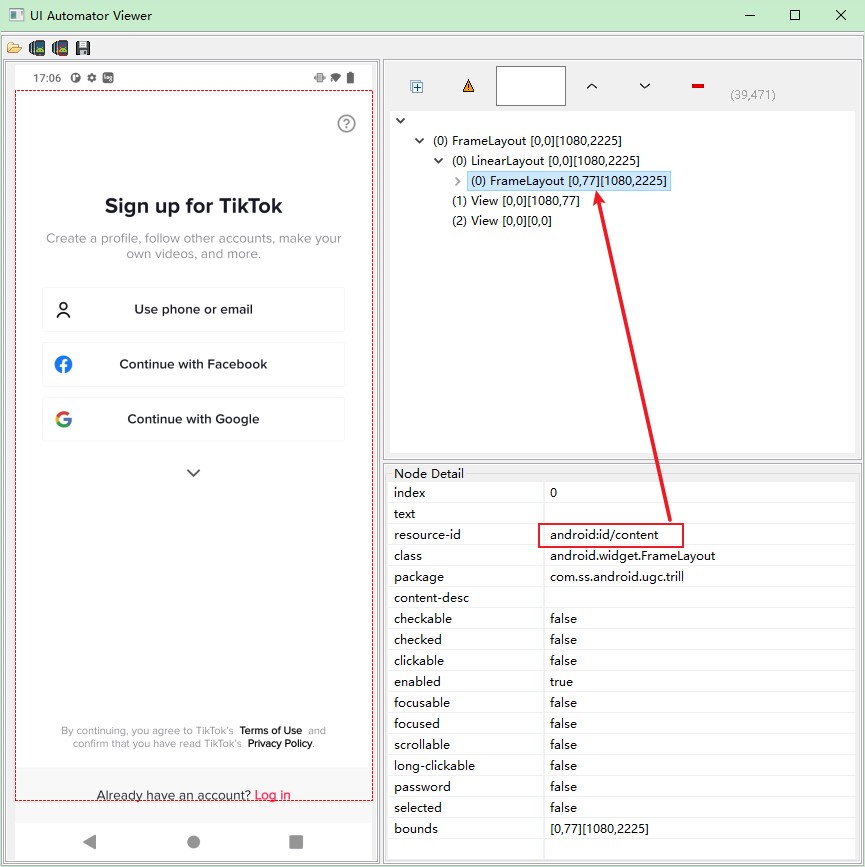 UI Automator Viewer
17:06
Sign up for TikTok
Create a profile, follow other accounts, make your
own videos, and more.
Use phone or email
Continue with Facebook
Continue with Google
By continuing, you agree to TikTok's Terms of Use and
confirm that you have read TikTok's Privacy Policy.
Already have an account? Log in
(39,471)
(0) FrameLayout [0,0][1080,2225]
(0) LinearLayout [0,0][1080,2225]
(0) FrameLayout [0,77][1080,2225]
(1) View [0,0][1080,77]
(2) View [0,0][0,0]
Node Detail
index 0
text
resource-id android:id/content
class android.widget.FrameLayout
package com.ss.android.ugc.trill
content-desc
checkable false
checked false
clickable false
enabled true
focusable false
focused false
scrollable false
long-clickable false
password false
selected false
bounds [0,77][1080,2225]